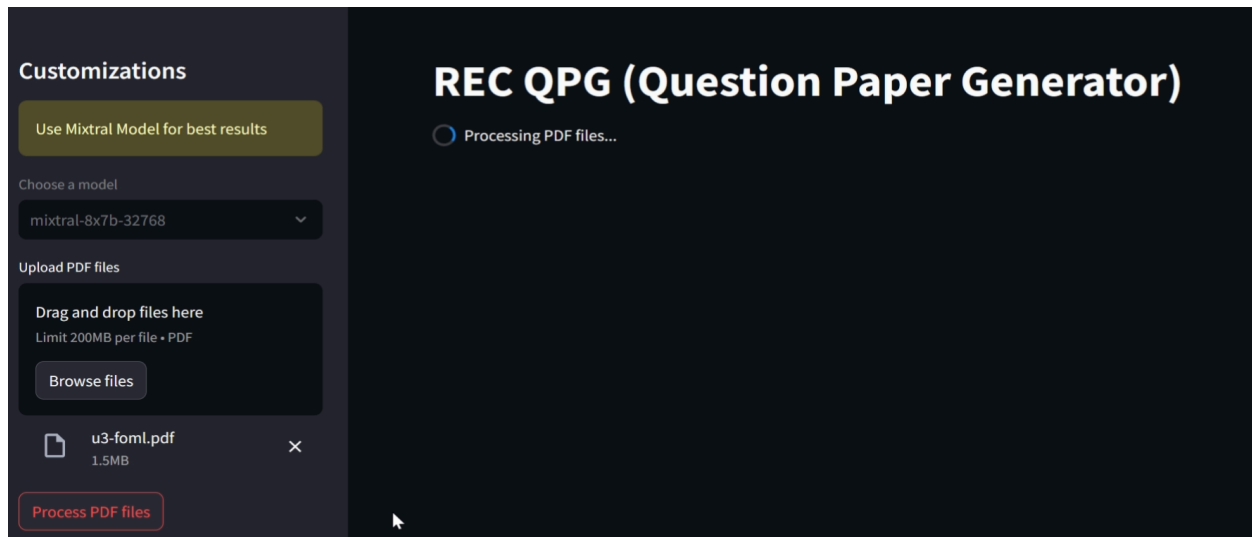 Customizations
Use Mixtral Model for best results
Choose a model
mixtral-8x7b-32768
Upload PDF files
Drag and drop files here
Limit 200MB per file • PDF
Browse files
u3-foml.pdf
1.5MB
Process PDF files
REC QPG (Question Paper Generator)
Processing PDF files...